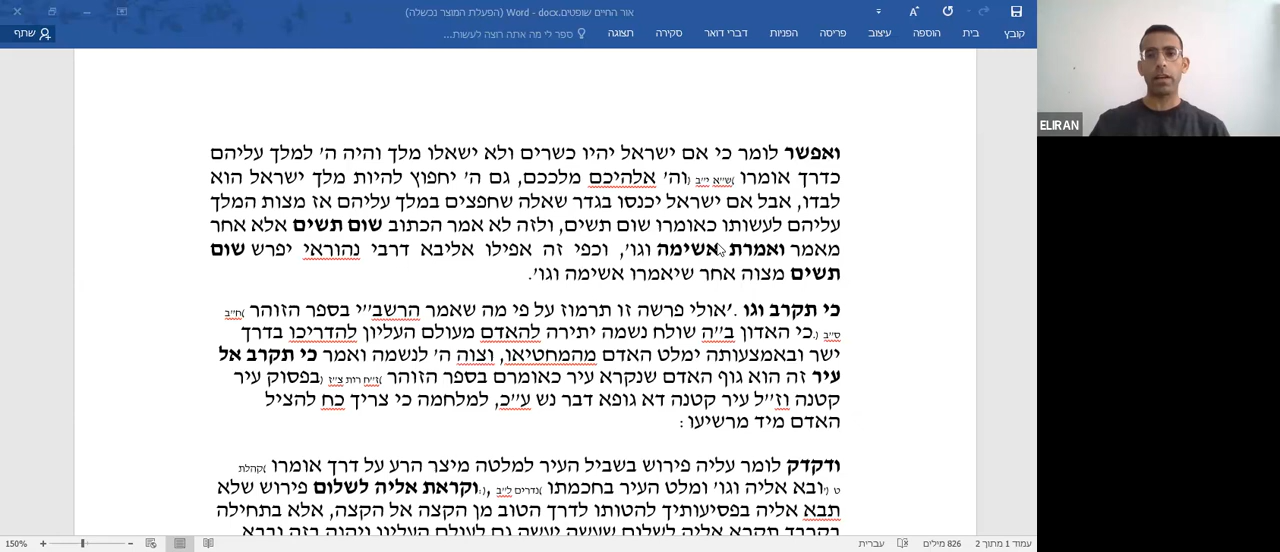 אור החיים שופטים.docx - Word (הפעלת המוצר נכשלה)
קובץ בית הוספה עיצוב פריסה הפניות דברי דואר סקירה תצוגה ספר לי מה אתה רוצה לעשות... שתף
ELIRAN
ואפשר לומר כי אם ישראל יהיו כשרים ולא ישאלו מלך והיה ה' למלך עליהם
כדרך אומרו (ש"א י"ב) וה' אלהיכם מלככם, גם ה' יחפוץ להיות מלך ישראל הוא
לבדו, אבל אם ישראל יכנסו בגדר שאלה שחפצים במלך עליהם אז מצות המלך
עליהם לעשותו כאומרו שום תשים, ולזה לא אמר הכתוב שום תשים אלא אחר
מאמר ואמרת אשימה וגו', וכפי זה אפילו אליבא דרבי נהוראי יפרש שום
תשים מצוה אחר שיאמרו אשימה וגו'.
כי תקרב וגו .'אולי פרשה זו תרמוז על פי מה שאמר הרשב"י בספר הזוהר (ח"ב
ס"ב (.כי האדון ב"ה שולח נשמה יתירה להאדם מעולם העליון להדריכו בדרך
ישר ובאמצעותה ימלט האדם מהמחטיאו, וצוה ה' לנשמה ואמר כי תקרב אל
עיר זה הוא גוף האדם שנקרא עיר כאומרם בספר הזוהר (ז"ח רות צ"ז) בפסוק עיר
קטנה וז"ל עיר קטנה דא גופא דבר נש ע"כ, למלחמה כי צריך כח להציל
האדם מיד מרשיעו :
ודקדק לומר עליה פירוש בשביל העיר למלטה מיצר הרע על דרך אומרו (קהלת
ט') ובא אליה וגו' ומלט העיר בחכמתו (נדרים ל"ב ,(:וקראת אליה לשלום פירוש שלא
תבא אליה בפסיעותיך להטותו לדרך הטוב מן הקצה אל הקצה, אלא בתחילה
עמוד 1 מתוך 2 826 מילים עברית 150%